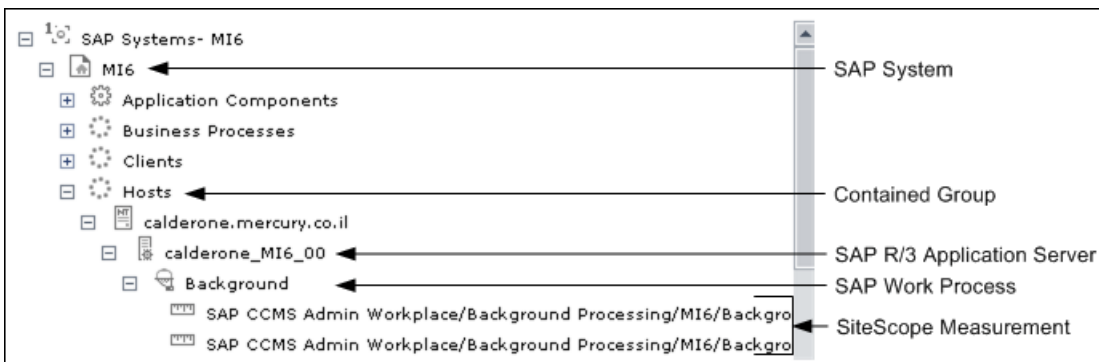 SAP Systems- MI6
MI6
SAP System
Application Components
Business Processes
Clients
Hosts
Contained Group
calderone.mercury.co.il
calderone_MI6_00
SAP R/3 Application Server
Background
SAP Work Process
SAP CCMS Admin Workplace/Background Processing/MI6/Backgro
SiteScope Measurement
SAP CCMS Admin Workplace/Background Processing/MI6/Backgro